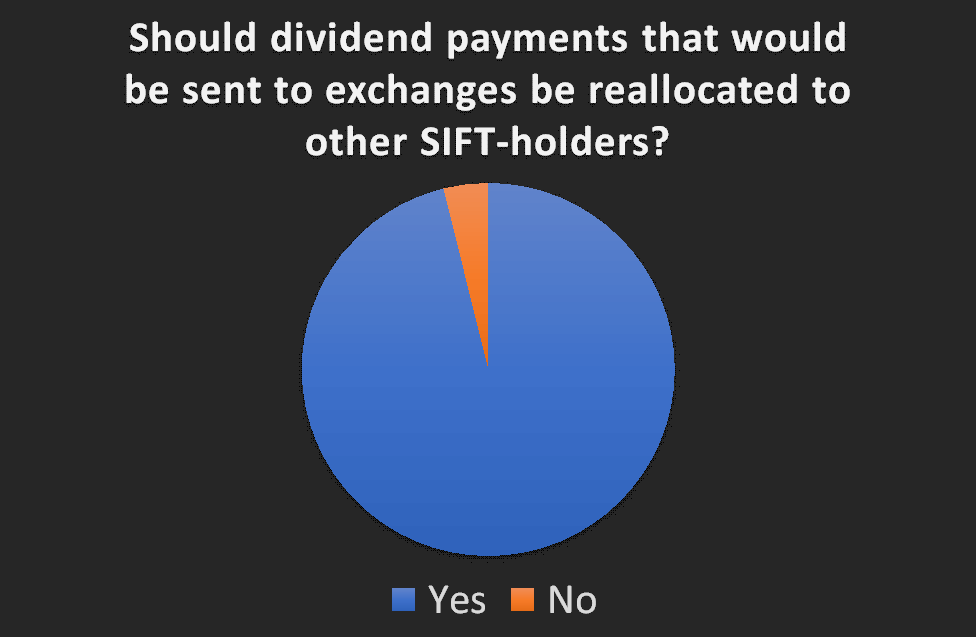 Should dividend payments that would
be sent to exchanges be reallocated to
other SIFT-holders?
Yes No